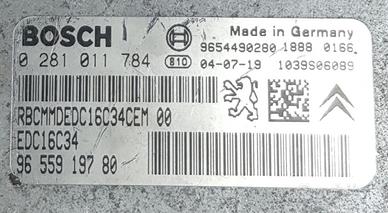 BOSCH Made in Germany
9654490280 1888 0166
0 281 011 784 B10 04-07-19 1039S06089
RBCMMDEDC16C34CEM 00
EDC16C34
96 559 197 80